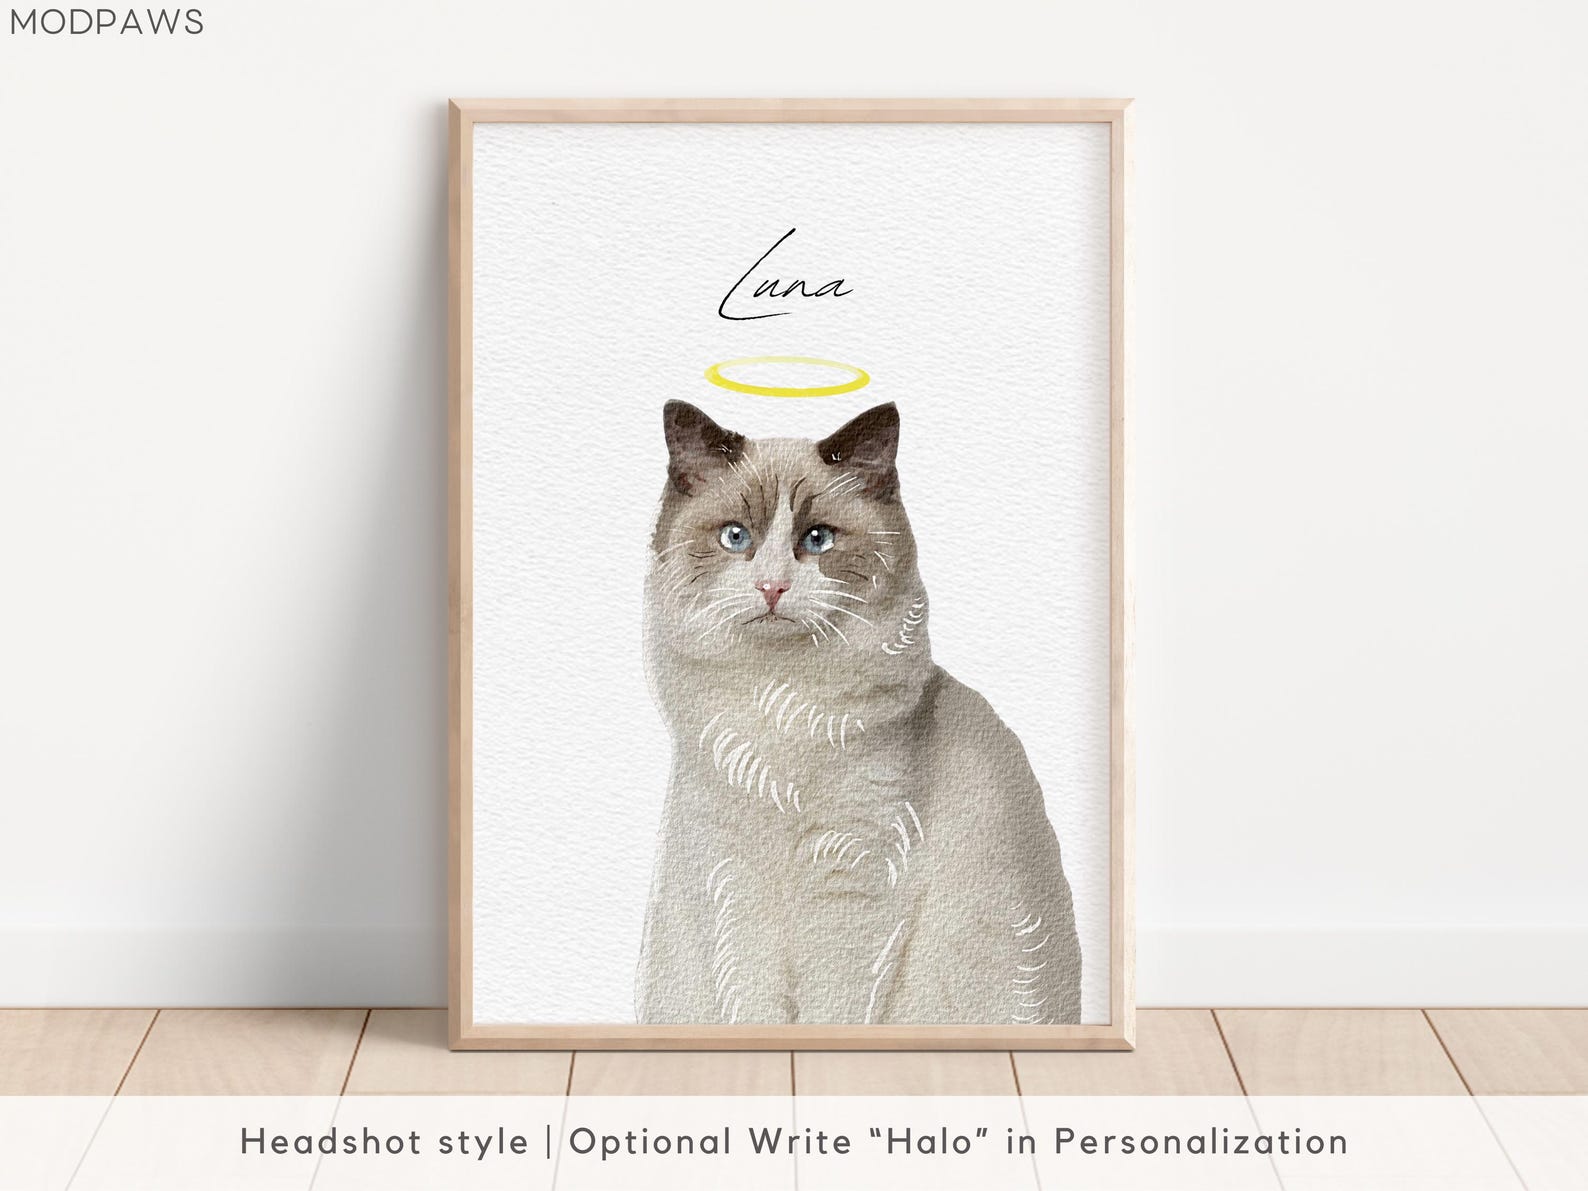 MODPAWS
Luna
Headshot style | Optional Write “Halo” in Personalization